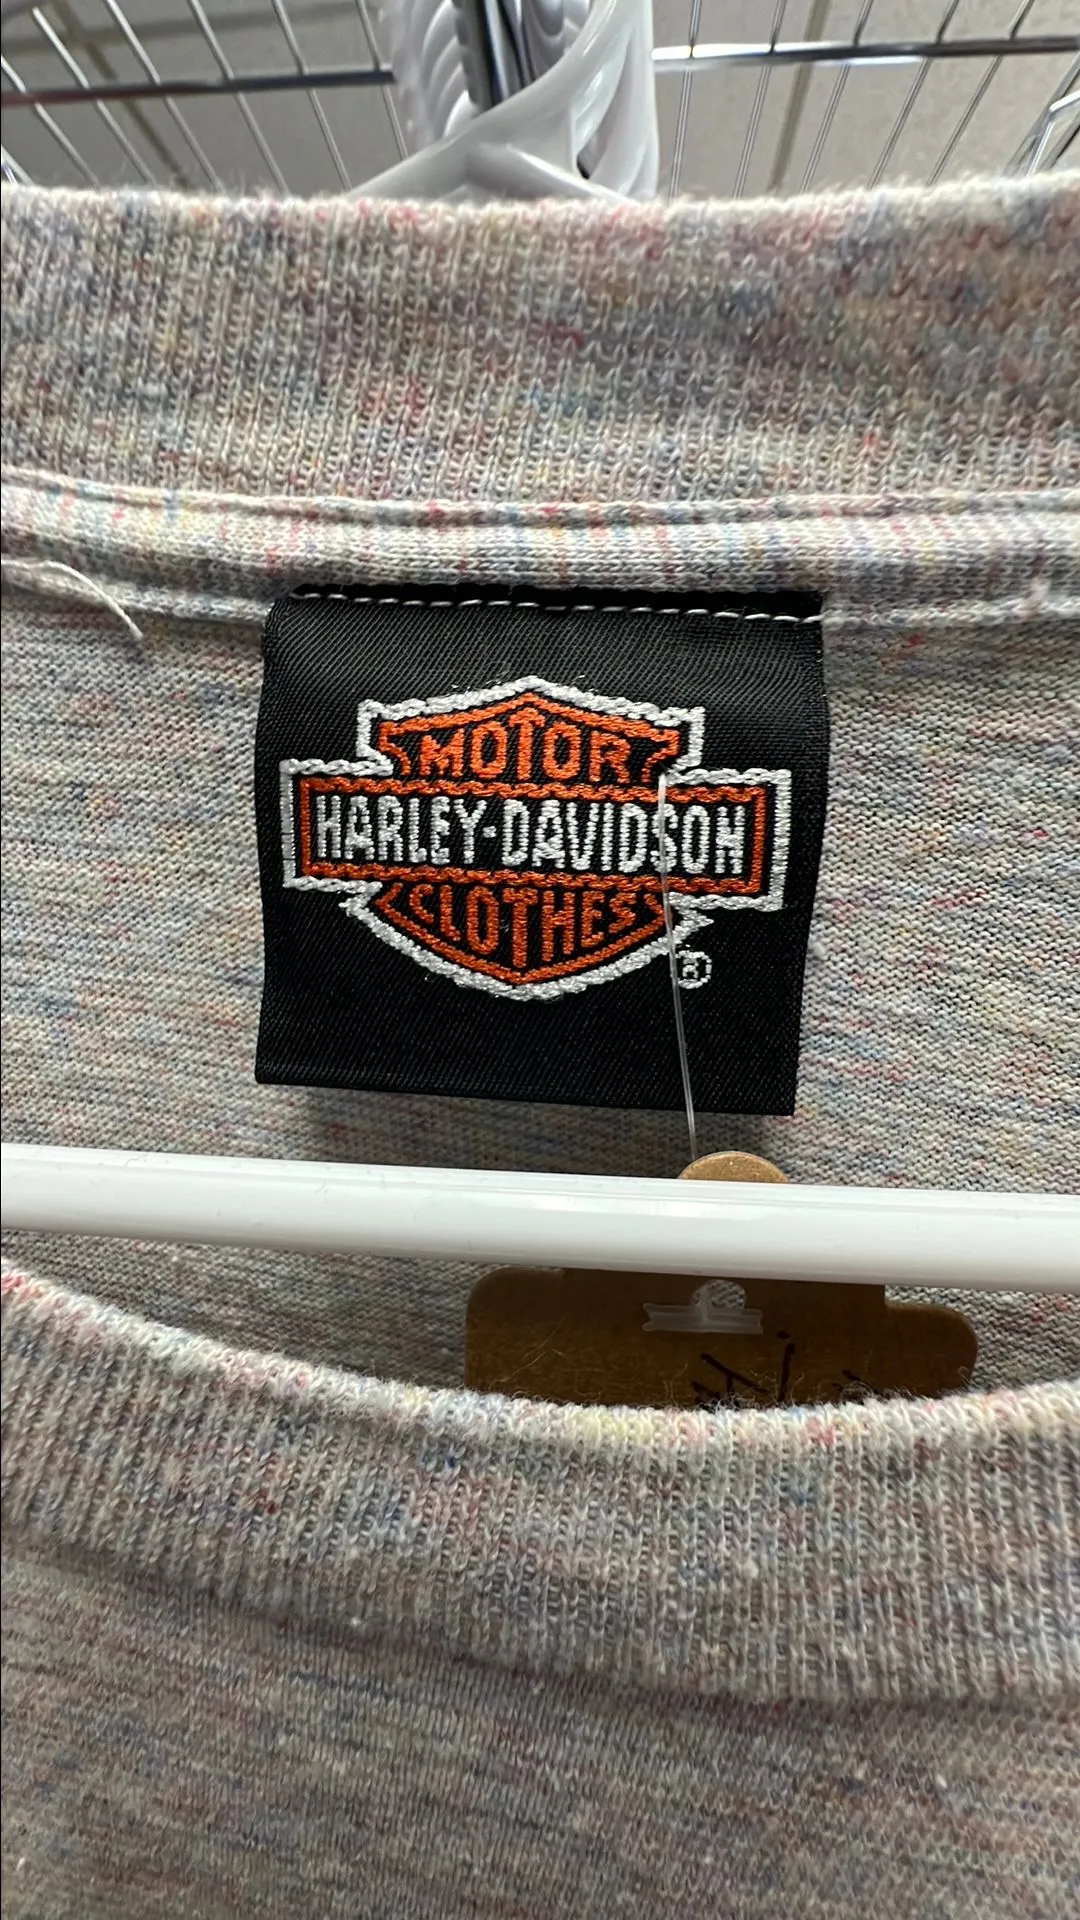 MOTOR
HARLEY-DAVIDSON
CLOTHES
®